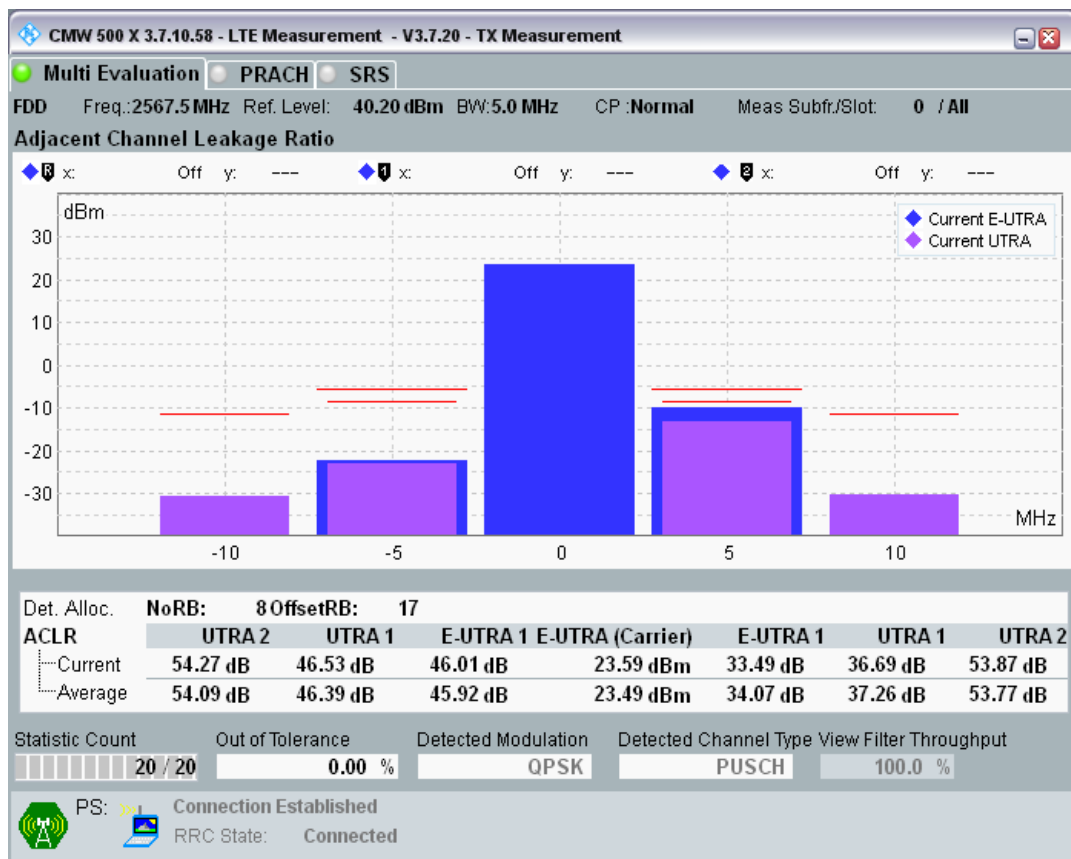 CMW 500 X 3.7.10.58 - LTE Measurement - V3.7.20 - TX Measurement
Multi Evaluation PRACH SRS
FDD Freq.:2567.5 MHz Ref. Level: 40.20 dBm BW:5.0 MHz CP :Normal Meas Subfr./Slot: 0 / All
Adjacent Channel Leakage Ratio
R x: Off y: --- 1 x: Off y: --- 2 x: Off y: ---
dBm
Current E-UTRA
Current UTRA
30
20
10
0
-10
-20
-30
MHz
-10 -5 0 5 10
Det. Alloc. NoRB: 8 OffsetRB: 17
ACLR UTRA 2 UTRA 1 E-UTRA 1 E-UTRA (Carrier) E-UTRA 1 UTRA 1 UTRA 2
Current 54.27 dB 46.53 dB 46.01 dB 23.59 dBm 33.49 dB 36.69 dB 53.87 dB
Average 54.09 dB 46.39 dB 45.92 dB 23.49 dBm 34.07 dB 37.26 dB 53.77 dB
Statistic Count Out of Tolerance Detected Modulation Detected Channel Type View Filter Throughput
20 / 20 0.00 % QPSK PUSCH 100.0 %
PS: Connection Established
RRC State: Connected